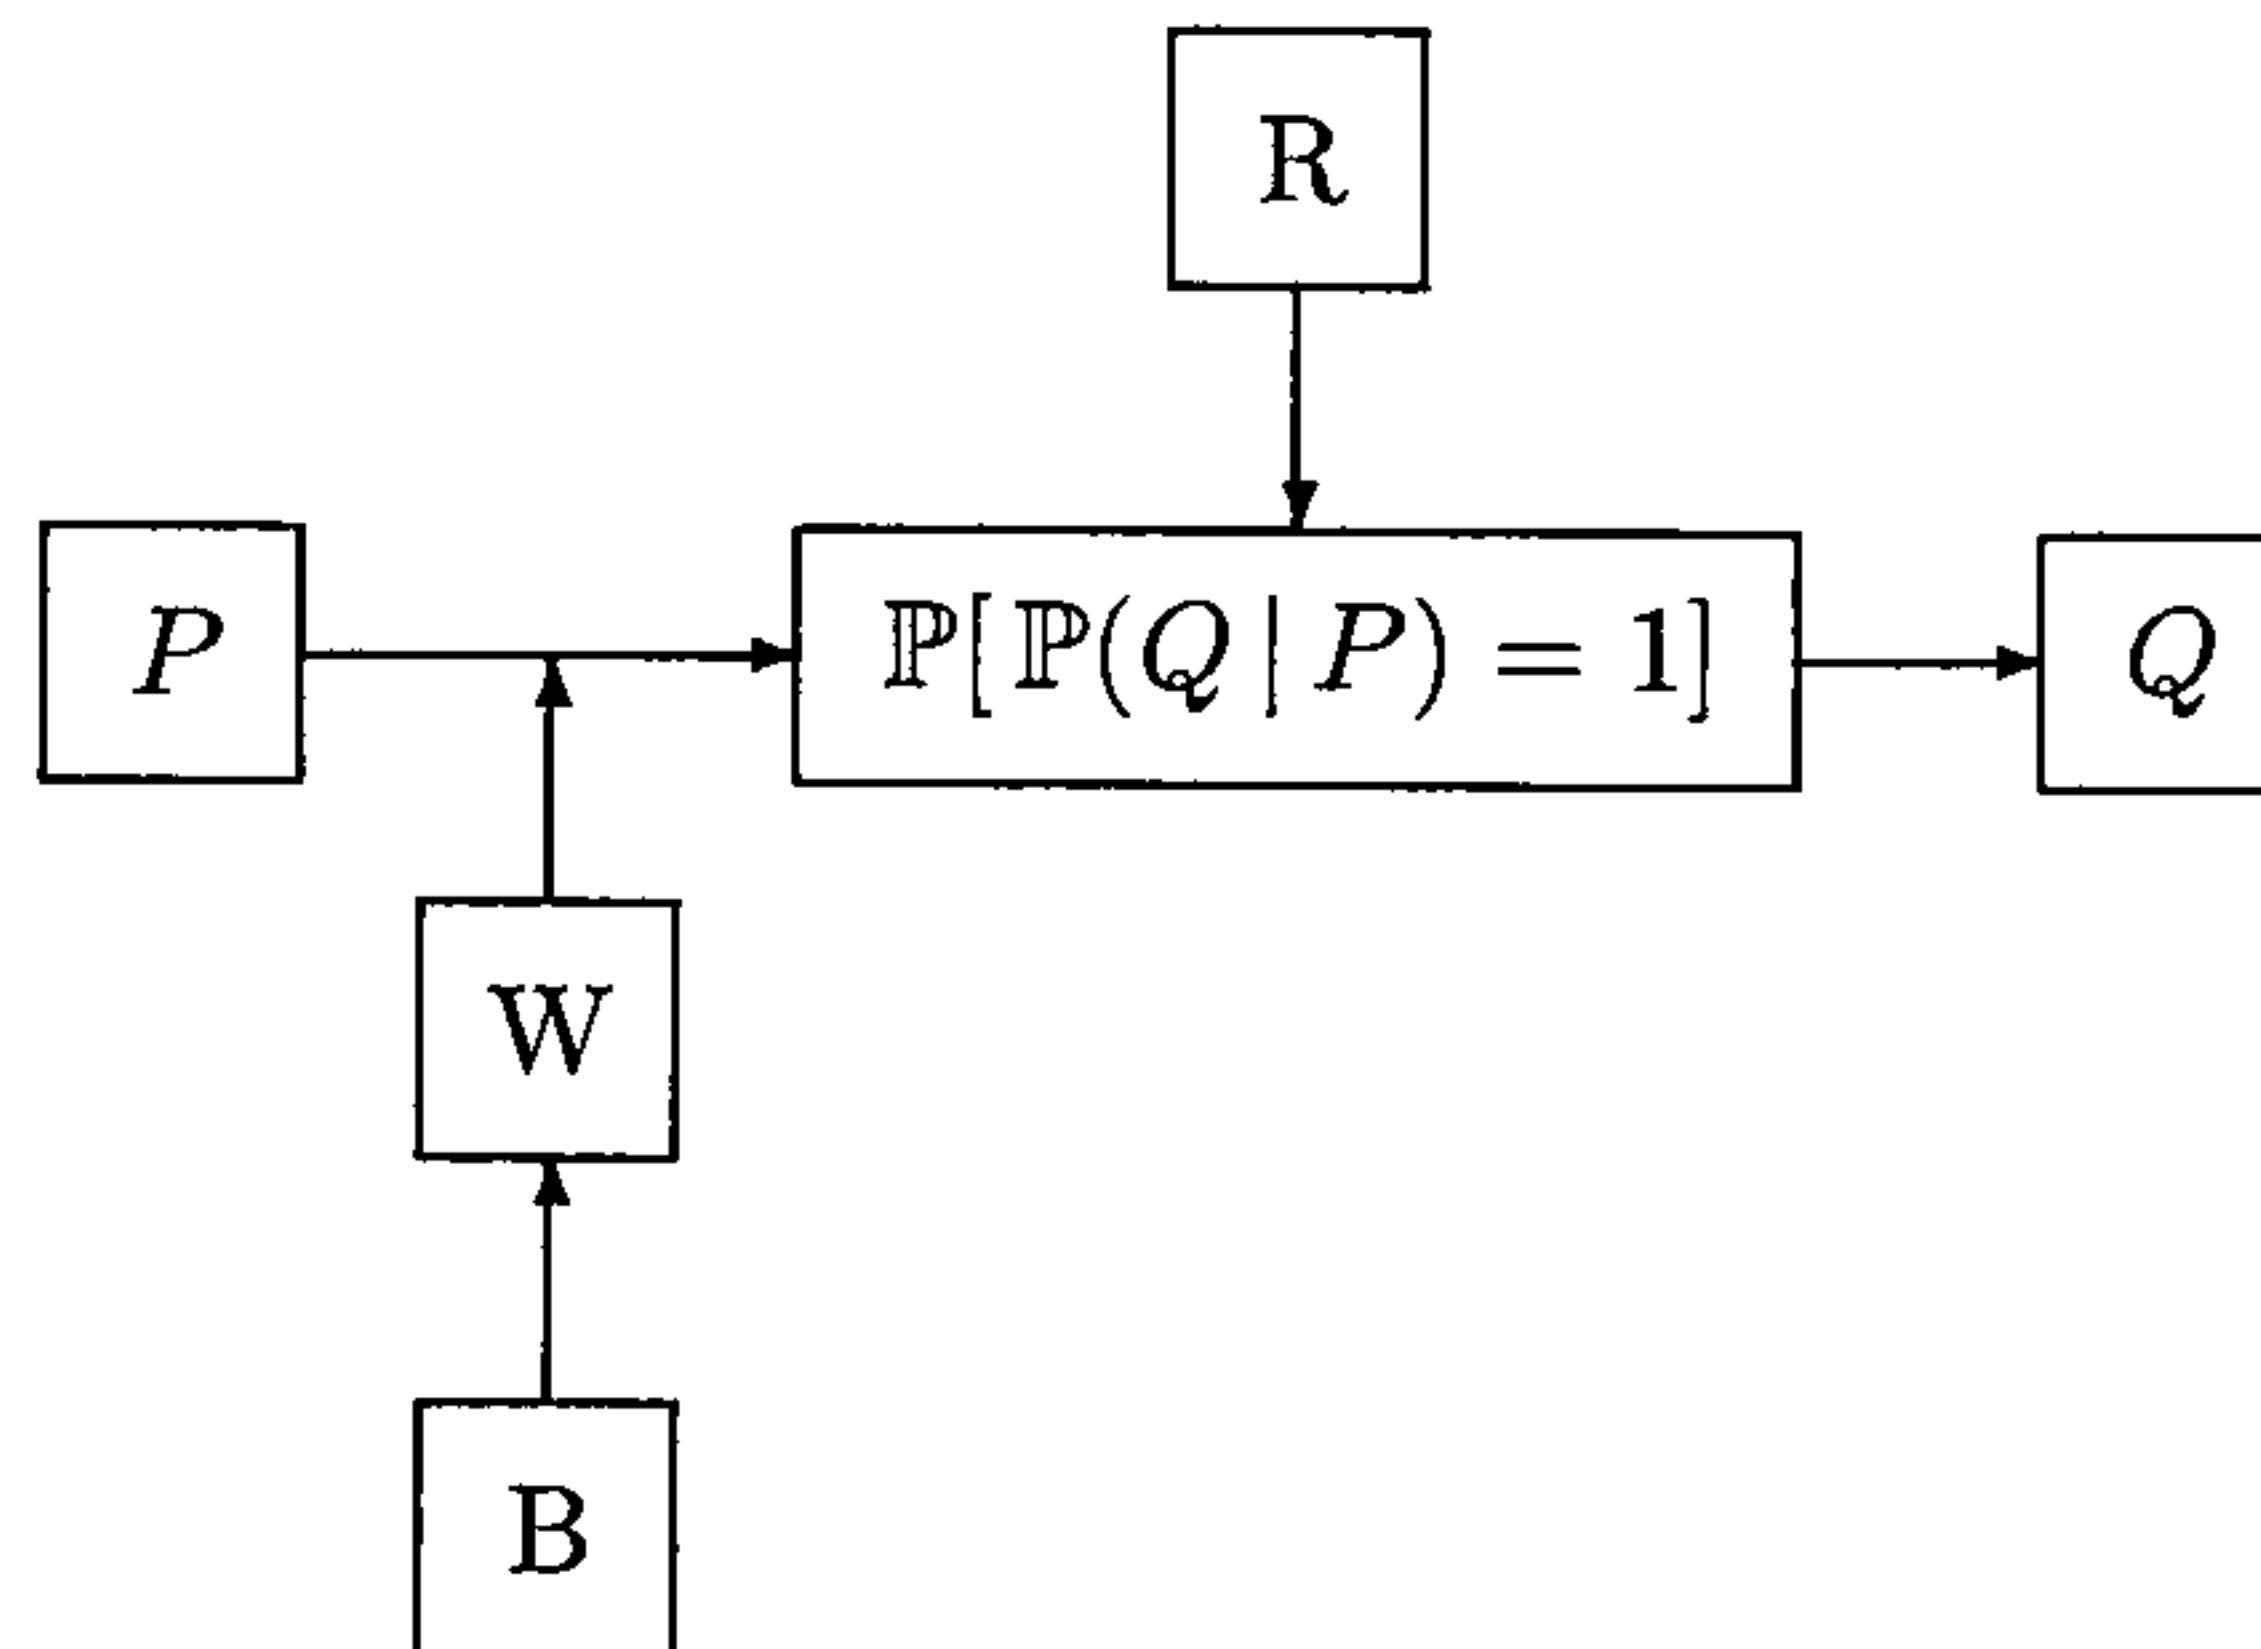 R
P
ℙ[ℙ(Q | P) = 1]
Q
W
B